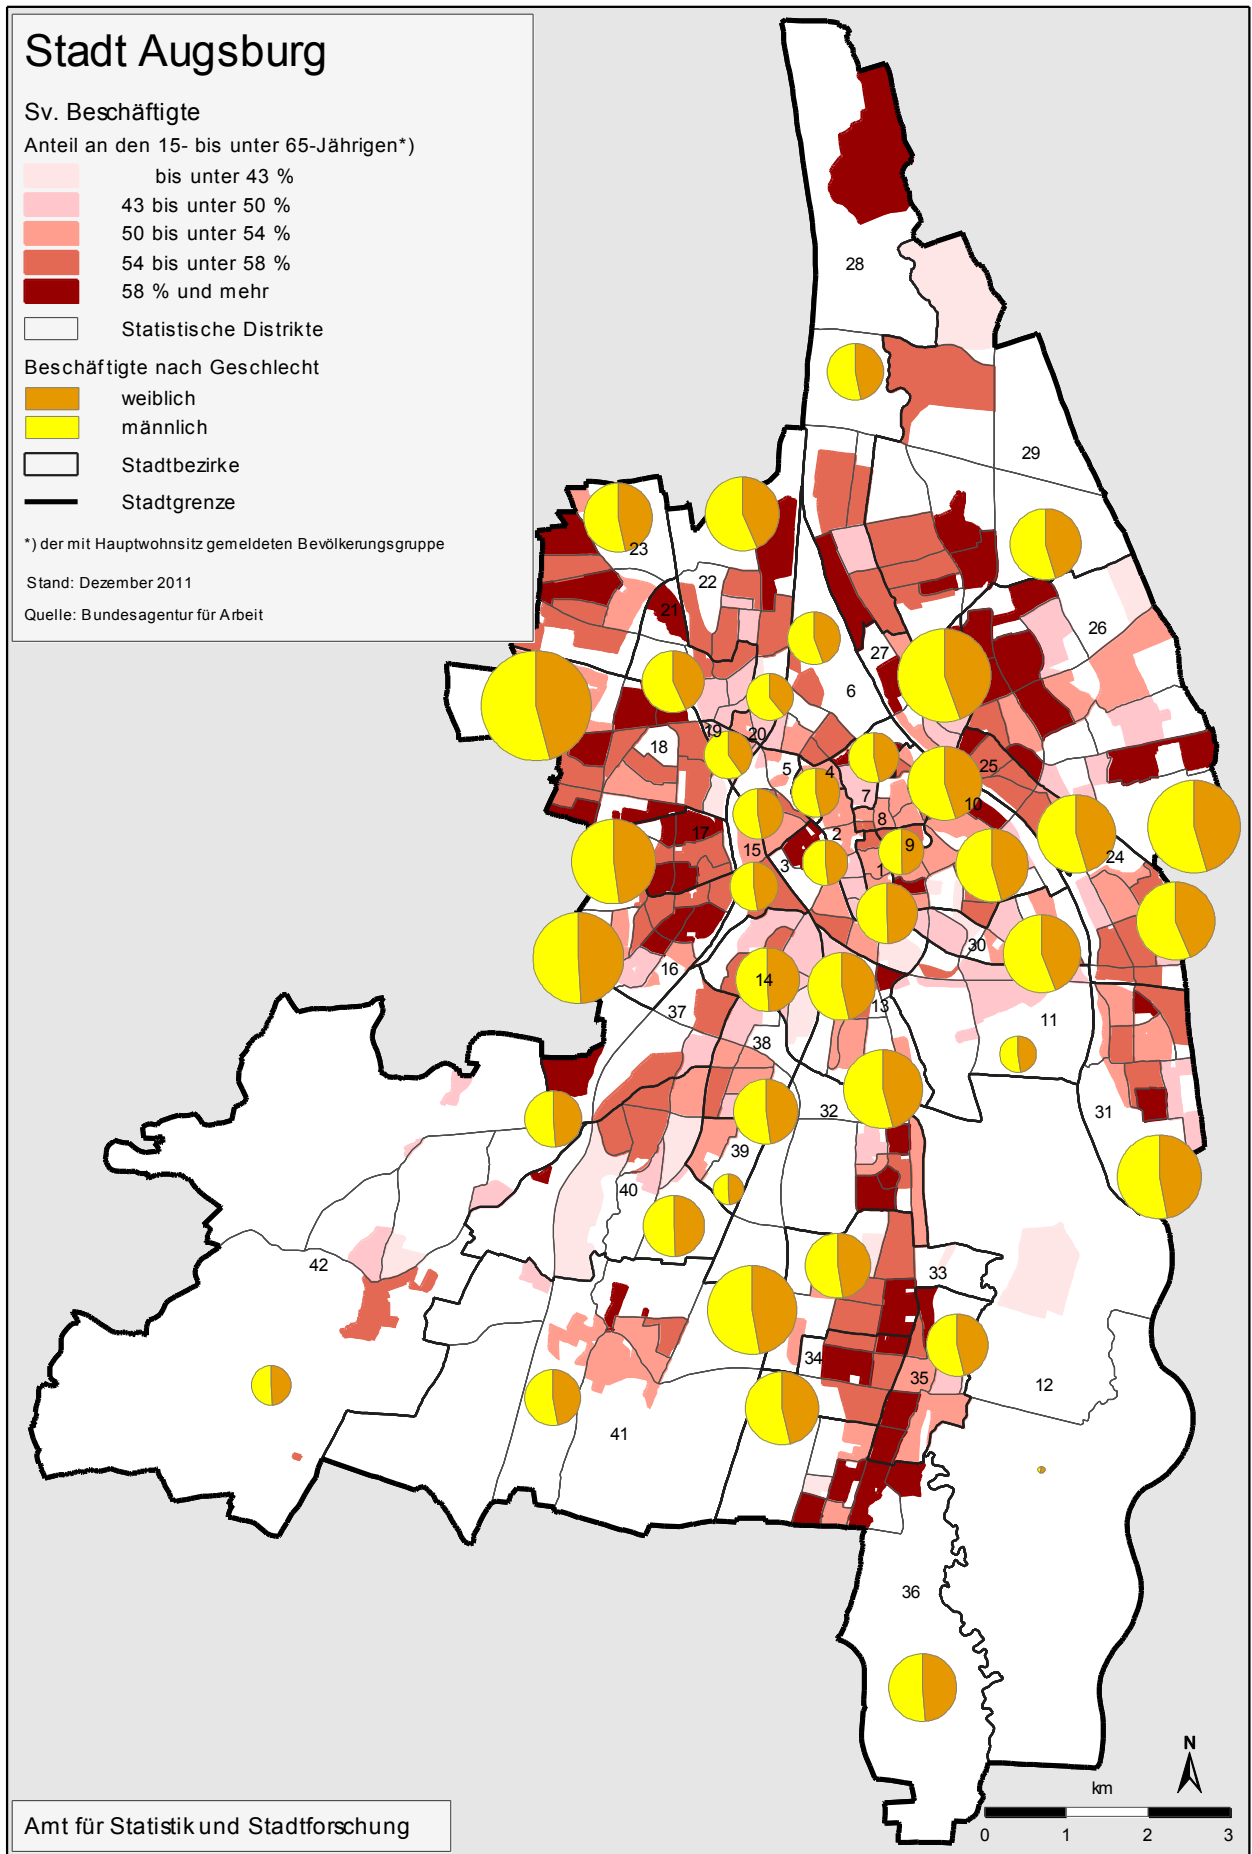 Stadt Augsburg
Sv. Beschäftigte
Anteil an den 15- bis unter 65-Jährigen*)
bis unter 43 %
43 bis unter 50 %
50 bis unter 54 %
54 bis unter 58 %
58 % und mehr
Statistische Distrikte
Beschäftigte nach Geschlecht
weiblich
männlich
Stadtbezirke
Stadtgrenze
*) der mit Hauptwohnsitz gemeldeten Bevölkerungsgruppe
Stand: Dezember 2011
Quelle: Bundesagentur für Arbeit
28
29
23
22
21
26
27
6
19
20
18
5
4
25
7
10
8
17
2
9
15
24
3
1
30
16
14
37
13
11
38
32
31
39
40
42
33
34
35
12
41
36
N
km
0 1 2 3
Amt für Statistik und Stadtforschung